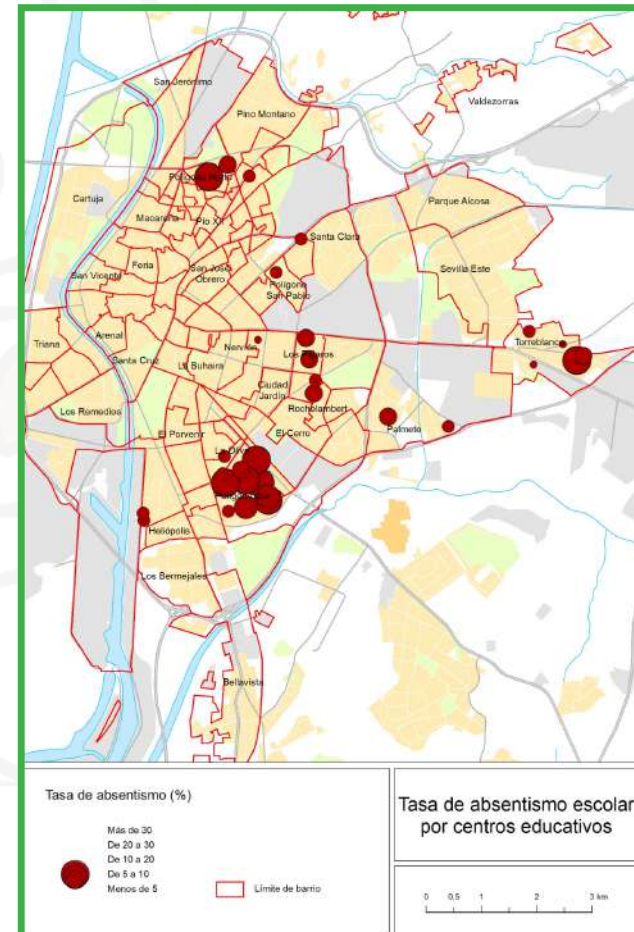 San Jerónimo
Pino Montano
Valdezorras
Cartuja
Parque Alcosa
Macarena
Pío XII
Santa Clara
Feria
San Vicente
San José
Obrero
Polígono
San Pablo
Sevilla Este
Triana
Arenal
Santa Cruz
La Buhaira
Nervión
Torreblanca
Ciudad
Jardín
Los Remedios
Rochelambert
El Porvenir
El Cerro
Palmete
Heliópolis
Los Bermejales
Bellavista
Tasa de absentismo (%)
Más de 30
De 20 a 30
De 10 a 20
De 5 a 10
Menos de 5
Límite de barrio
Tasa de absentismo escolar
por centros educativos
0 0,5 1 2 3 km